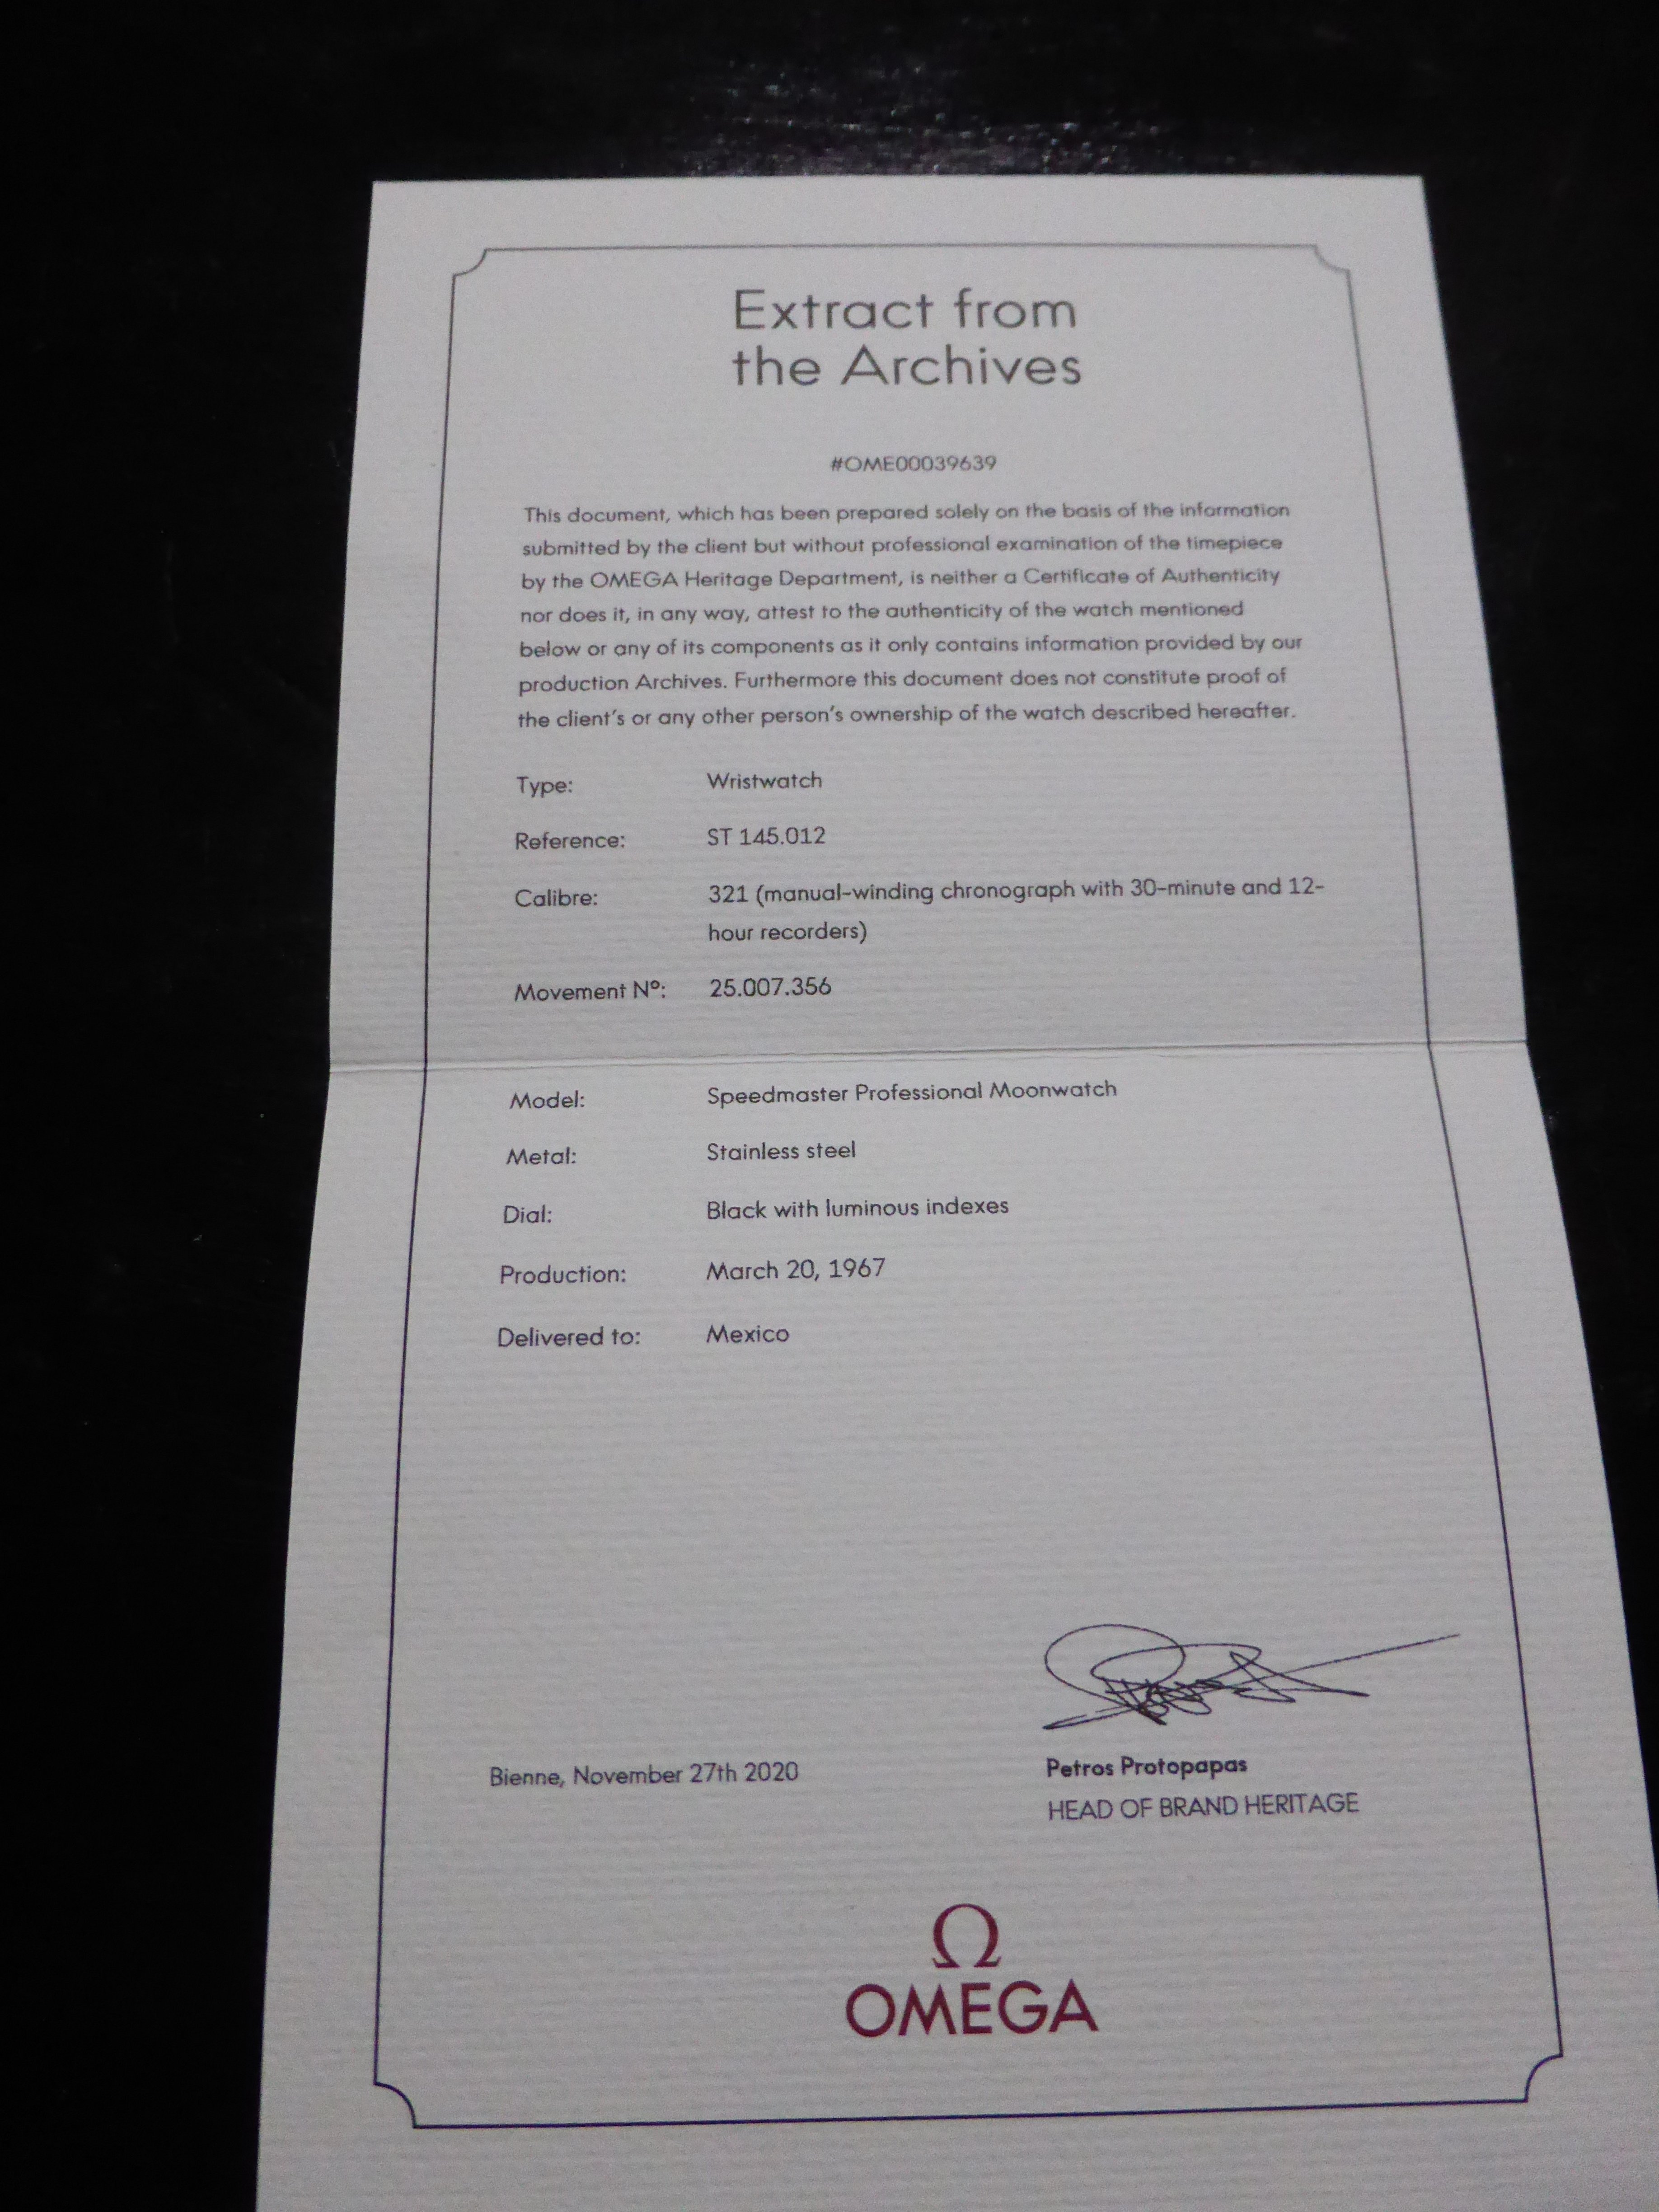 Extract from
the Archives
#OME00039639
This document, which has been prepared solely on the basis of the information
submitted by the client but without professional examination of the timepiece
by the OMEGA Heritage Department, is neither a Certificate of Authenticity
nor does it, in any way, attest to the authenticity of the watch mentioned
below or any of its components as it only contains information provided by our
production Archives. Furthermore this document does not constitute proof of
the client's or any other person's ownership of the watch described hereafter.
Type: Wristwatch
Reference: ST 145.012
Calibre: 321 (manual-winding chronograph with 30-minute and 12-
hour recorders)
Movement Nº: 25.007.356
Model: Speedmaster Professional Moonwatch
Metal: Stainless steel
Dial: Black with luminous indexes
Production: March 20, 1967
Delivered to: Mexico
Bienne, November 27th 2020
Petros Protopapas
HEAD OF BRAND HERITAGE
Ω
OMEGA